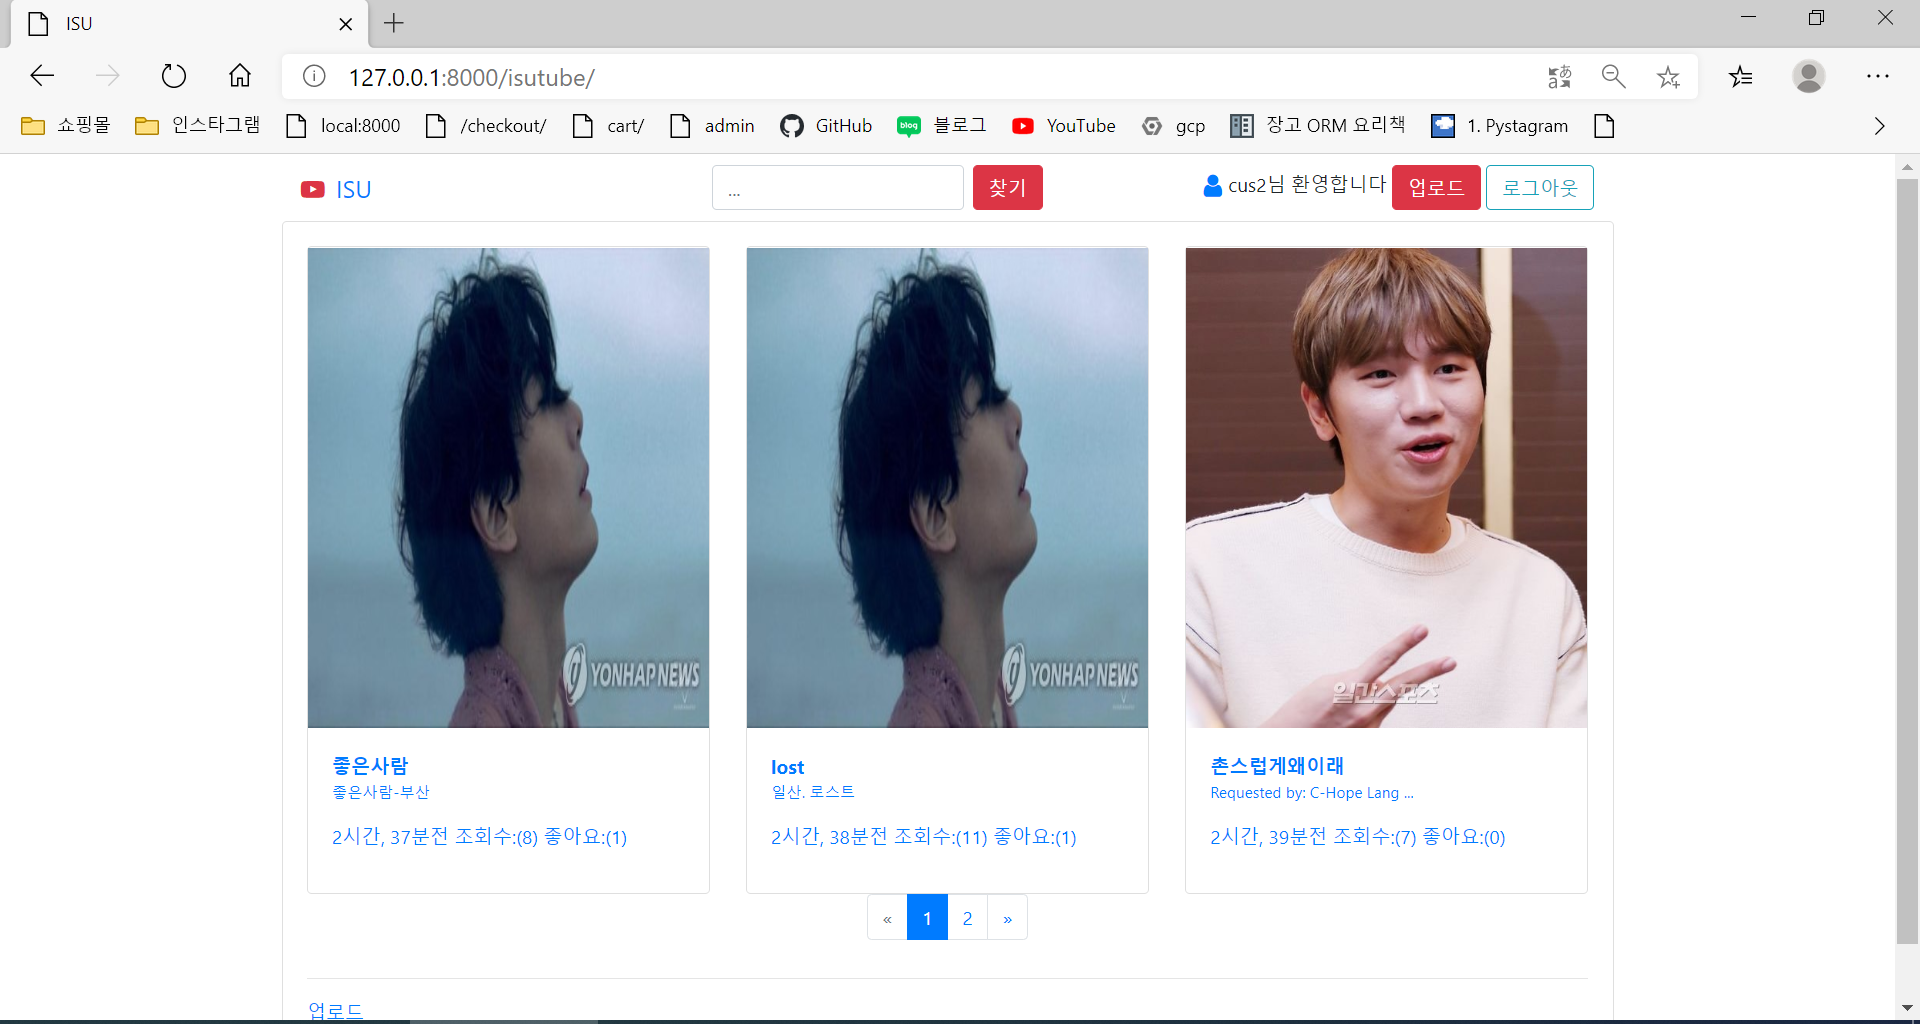 ISU
127.0.0.1:8000/isutube/
쇼핑몰 인스타그램 local:8000 /checkout/ cart/ admin GitHub blog 블로그 YouTube gcp 장고 ORM 요리책 1. Pystagram
ISU ... 찾기 cus2님 환영합니다 업로드 로그아웃
YONHAP NEWS
YONHAP NEWS
일간스포츠
좋은사람
좋은사람-부산
2시간, 37분전 조회수:(8) 좋아요:(1)
lost
일산. 로스트
2시간, 38분전 조회수:(11) 좋아요:(1)
촌스럽게왜이래
Requested by: C-Hope Lang ...
2시간, 39분전 조회수:(7) 좋아요:(0)
« 1 2 »
업로드